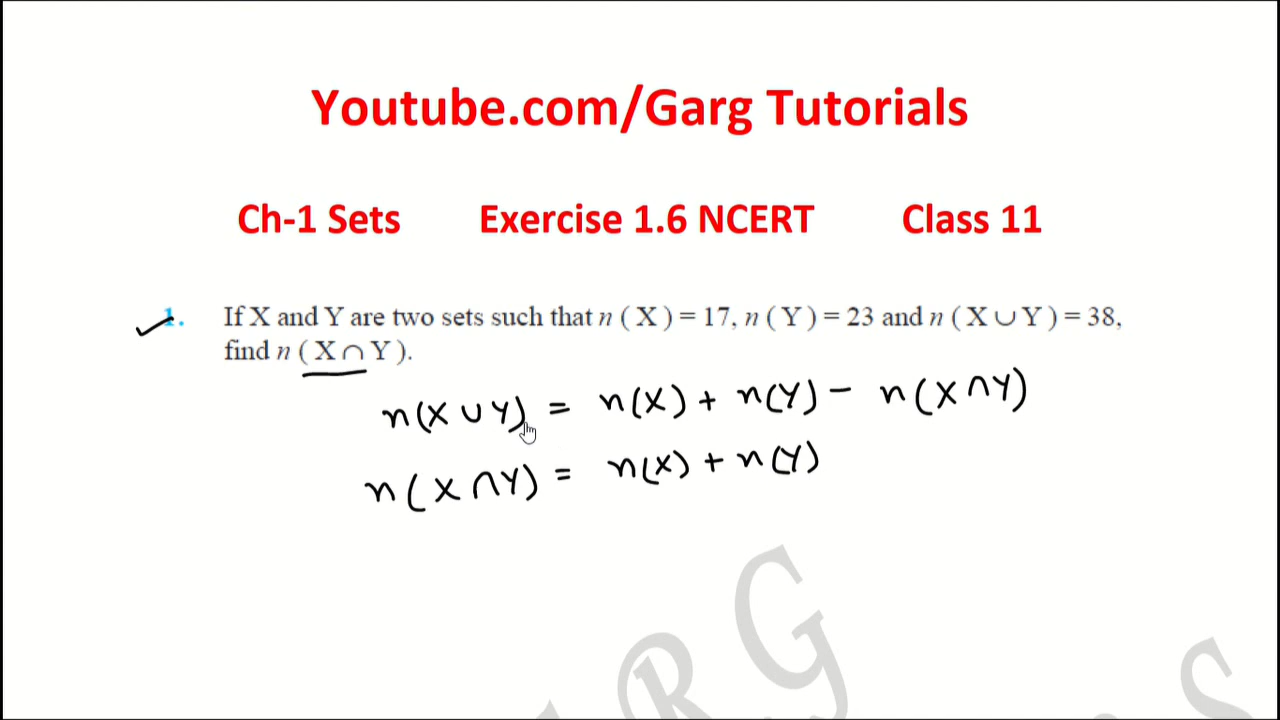 Youtube.com/Garg Tutorials
Ch-1 Sets Exercise 1.6 NCERT Class 11
1. If X and Y are two sets such that n ( X ) = 17, n ( Y ) = 23 and n ( X ∪ Y ) = 38,
find n ( X ∩ Y ).
n(X ∪ Y) = n(X) + n(Y) − n(X ∩ Y)
n(X ∩ Y) = n(X) + n(Y)